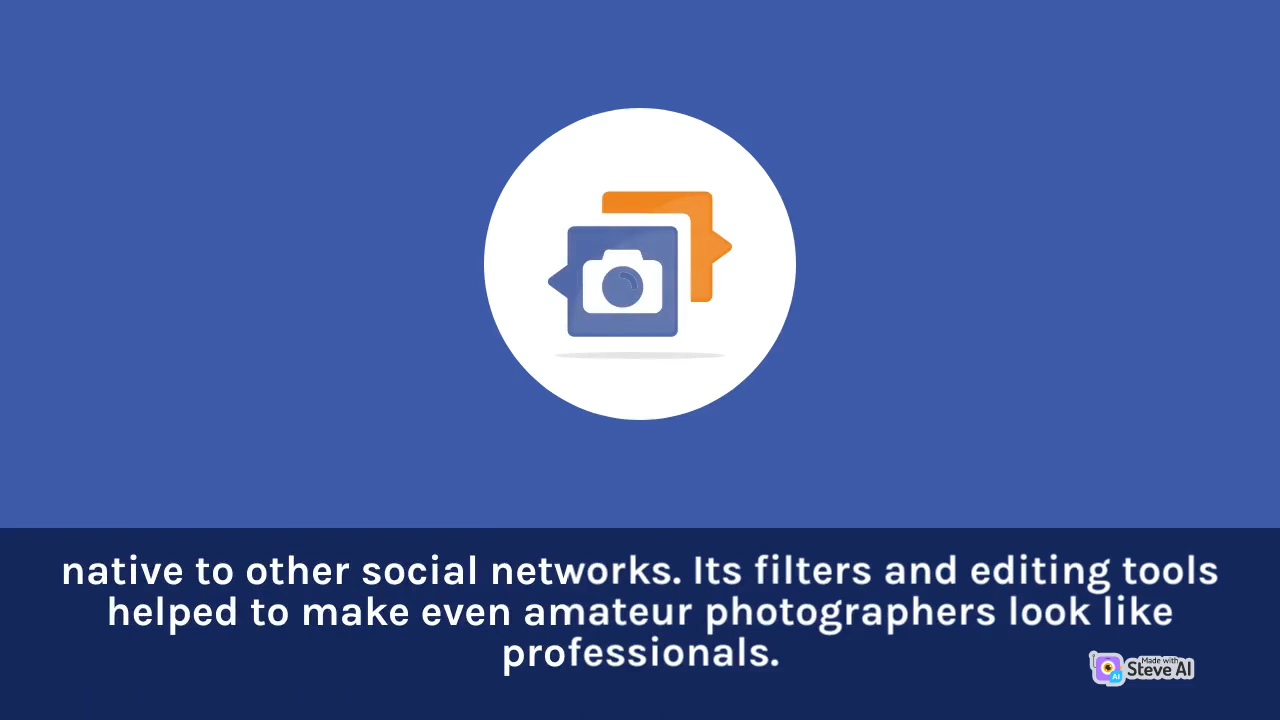 native to other social networks. Its filters and editing tools
helped to make even amateur photographers look like
professionals.
Made with
Steve AI
AI